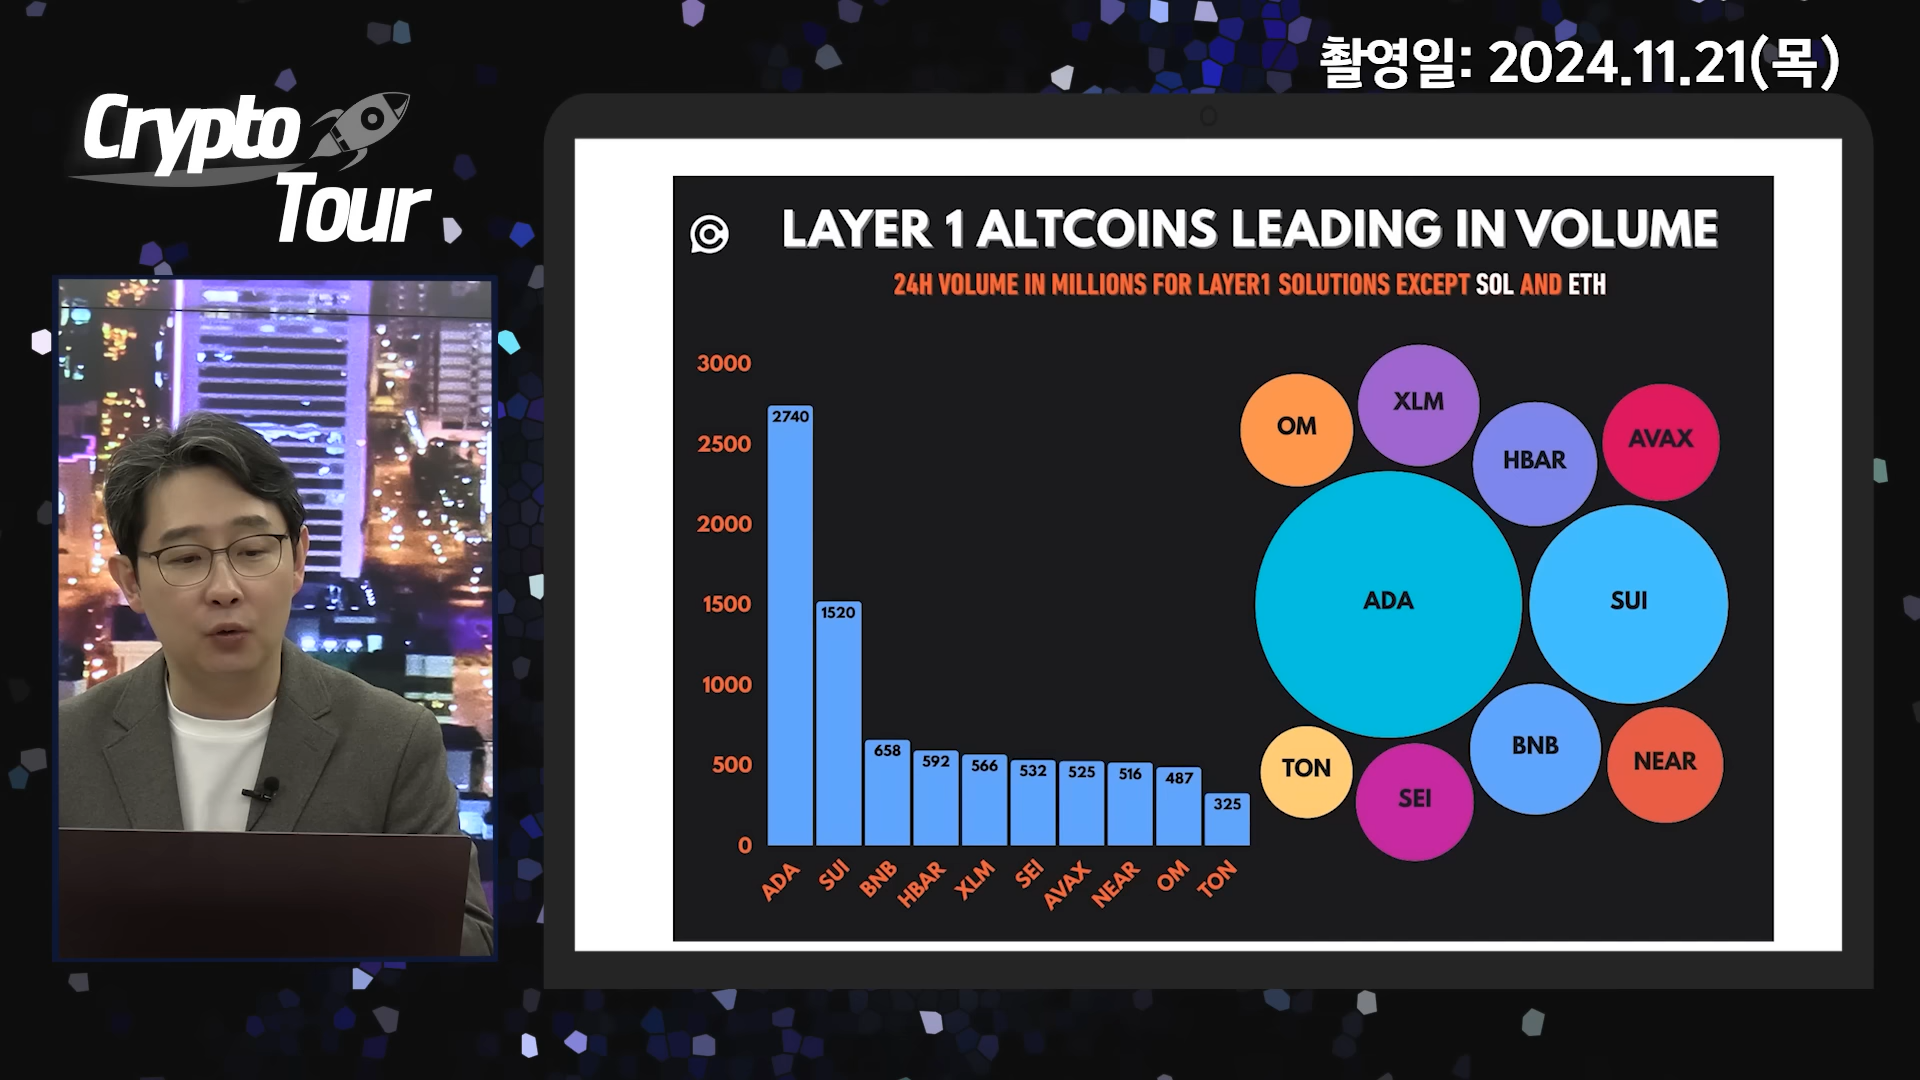 촬영일: 2024.11.21(목)
Crypto
Tour
LAYER 1 ALTCOINS LEADING IN VOLUME
24H VOLUME IN MILLIONS FOR LAYER1 SOLUTIONS EXCEPT SOL AND ETH
3000
2500
2000
1500
1000
500
0
2740
1520
658
592
566
532
525
516
487
325
ADA
SUI
BNB
HBAR
XLM
SEI
AVAX
NEAR
OM
TON
OM
XLM
HBAR
AVAX
ADA
SUI
TON
SEI
BNB
NEAR